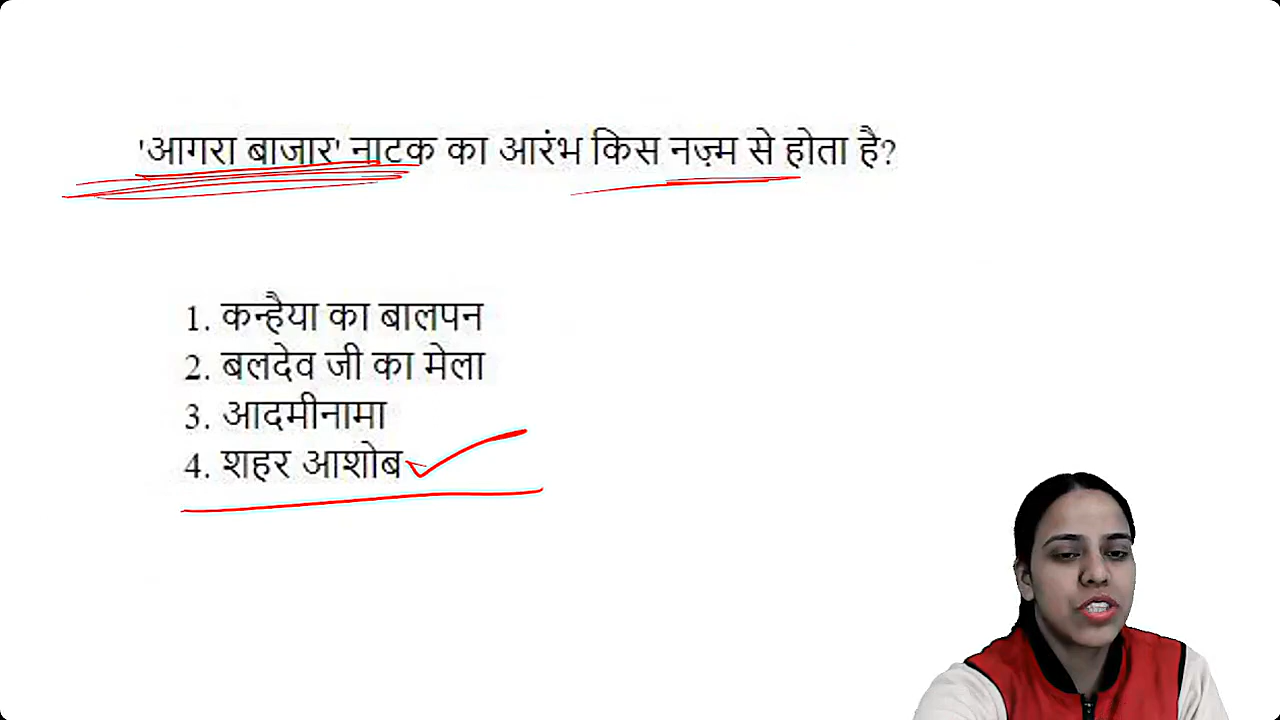 'आगरा बाजार' नाटक का आरंभ किस नज़्म से होता है?
1. कन्हैया का बालपन
2. बलदेव जी का मेला
3. आदमीनामा
4. शहर आशोब